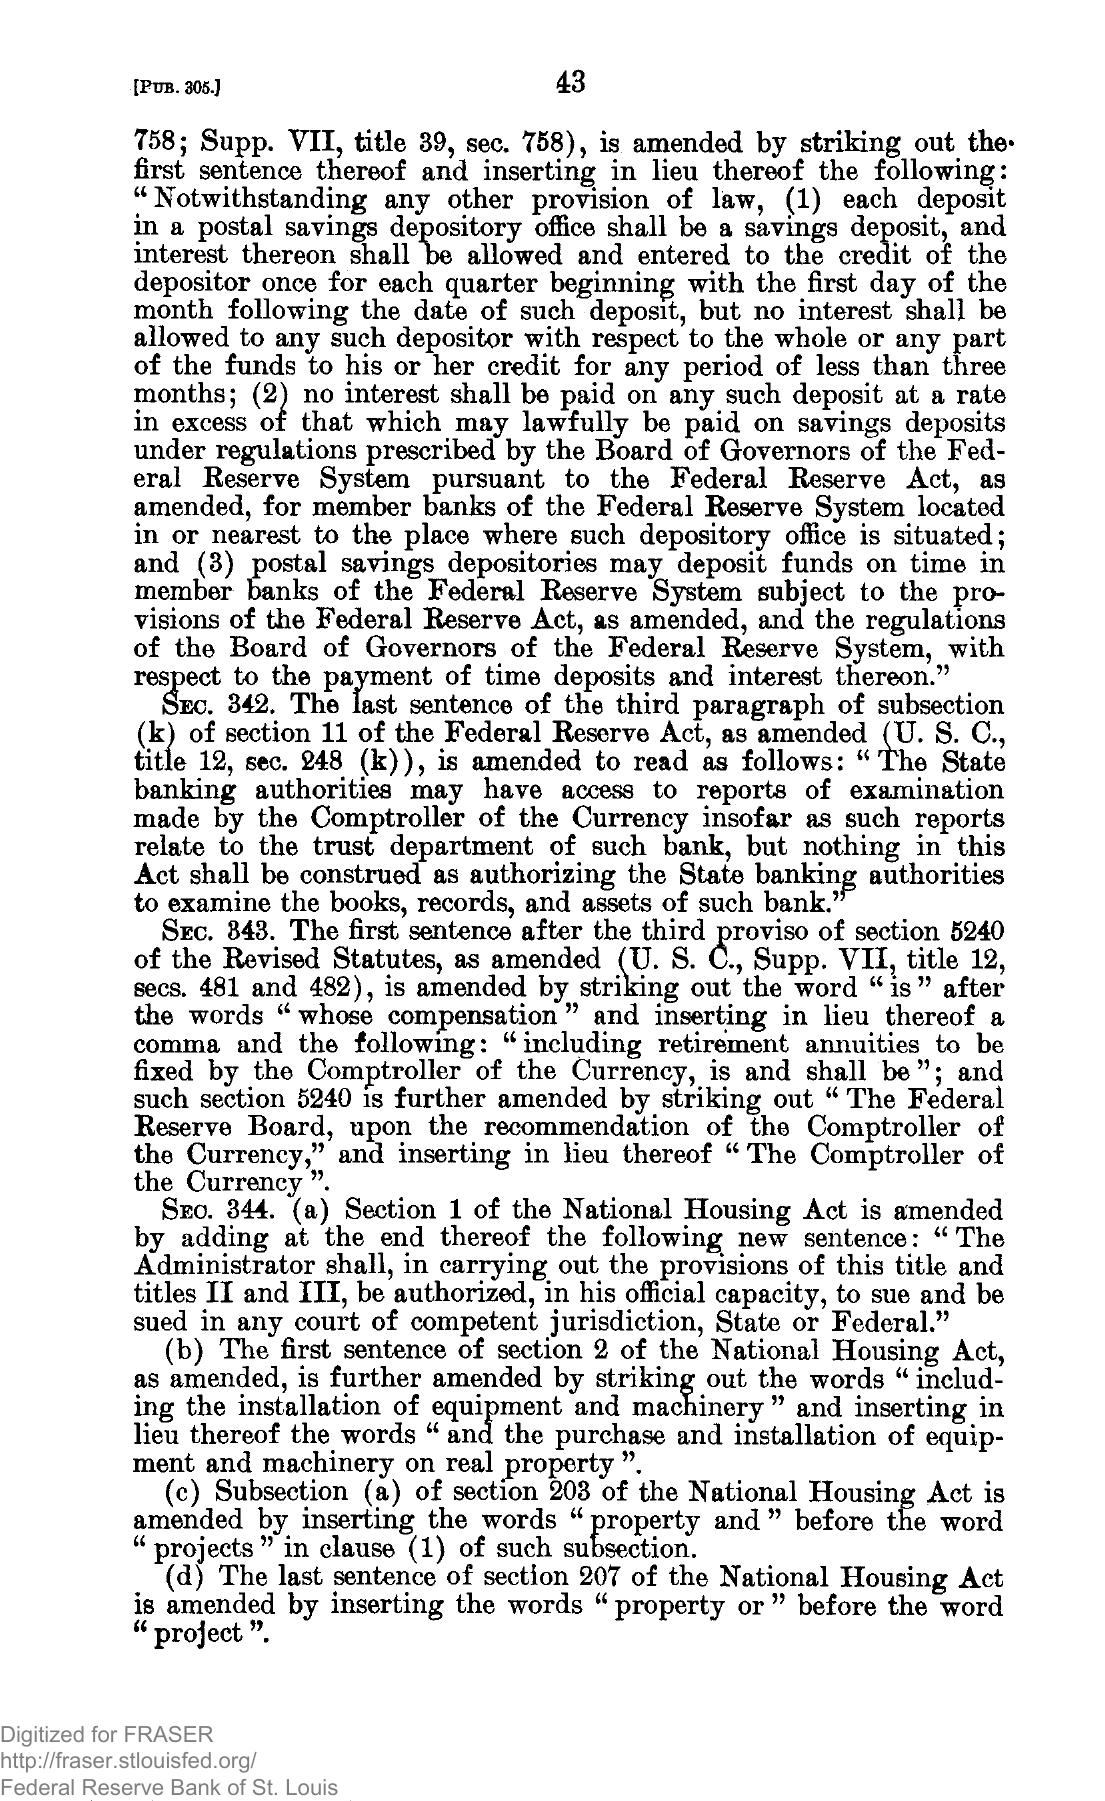 [PUB. 305.] 43
758; Supp. VII, title 39, sec. 758), is amended by striking out the
first sentence thereof and inserting in lieu thereof the following:
“ Notwithstanding any other provision of law, (1) each deposit
in a postal savings depository office shall be a savings deposit, and
interest thereon shall be allowed and entered to the credit of the
depositor once for each quarter beginning with the first day of the
month following the date of such deposit, but no interest shall be
allowed to any such depositor with respect to the whole or any part
of the funds to his or her credit for any period of less than three
months; (2) no interest shall be paid on any such deposit at a rate
in excess of that which may lawfully be paid on savings deposits
under regulations prescribed by the Board of Governors of the Fed-
eral Reserve System pursuant to the Federal Reserve Act, as
amended, for member banks of the Federal Reserve System located
in or nearest to the place where such depository office is situated;
and (3) postal savings depositories may deposit funds on time in
member banks of the Federal Reserve System subject to the pro-
visions of the Federal Reserve Act, as amended, and the regulations
of the Board of Governors of the Federal Reserve System, with
respect to the payment of time deposits and interest thereon.”
SEC. 342. The last sentence of the third paragraph of subsection
(k) of section 11 of the Federal Reserve Act, as amended (U. S. C.,
title 12, sec. 248 (k)), is amended to read as follows: “ The State
banking authorities may have access to reports of examination
made by the Comptroller of the Currency insofar as such reports
relate to the trust department of such bank, but nothing in this
Act shall be construed as authorizing the State banking authorities
to examine the books, records, and assets of such bank.”
SEC. 343. The first sentence after the third proviso of section 5240
of the Revised Statutes, as amended (U. S. C., Supp. VII, title 12,
secs. 481 and 482), is amended by striking out the word “ is ” after
the words “ whose compensation ” and inserting in lieu thereof a
comma and the following: “ including retirement annuities to be
fixed by the Comptroller of the Currency, is and shall be ”; and
such section 5240 is further amended by striking out “ The Federal
Reserve Board, upon the recommendation of the Comptroller of
the Currency,” and inserting in lieu thereof “ The Comptroller of
the Currency ”.
SEC. 344. (a) Section 1 of the National Housing Act is amended
by adding at the end thereof the following new sentence: “ The
Administrator shall, in carrying out the provisions of this title and
titles II and III, be authorized, in his official capacity, to sue and be
sued in any court of competent jurisdiction, State or Federal.”
(b) The first sentence of section 2 of the National Housing Act,
as amended, is further amended by striking out the words “ includ-
ing the installation of equipment and machinery ” and inserting in
lieu thereof the words “ and the purchase and installation of equip-
ment and machinery on real property ”.
(c) Subsection (a) of section 203 of the National Housing Act is
amended by inserting the words “ property and ” before the word
“ projects ” in clause (1) of such subsection.
(d) The last sentence of section 207 of the National Housing Act
is amended by inserting the words “ property or ” before the word
“ project ”.
Digitized for FRASER
http://fraser.stlouisfed.org/
Federal Reserve Bank of St. Louis